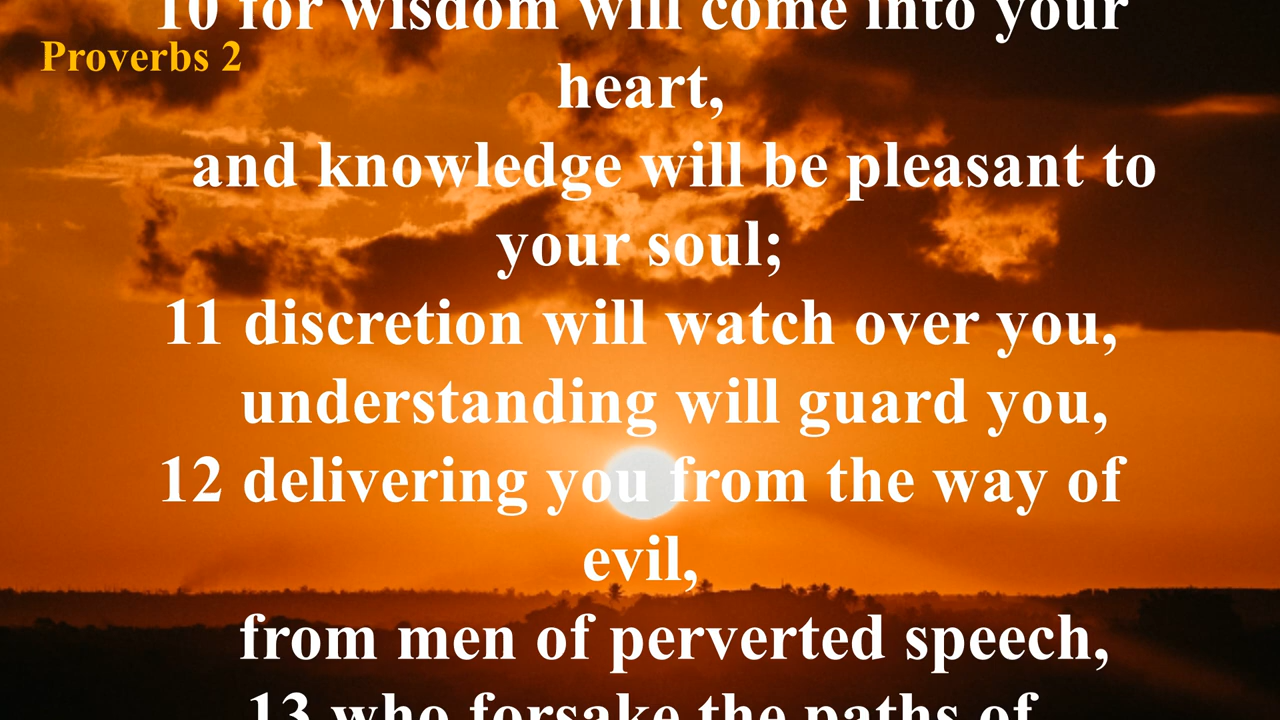 10 for wisdom will come into your
Proverbs 2
heart,
and knowledge will be pleasant to
your soul;
11 discretion will watch over you,
understanding will guard you,
12 delivering you from the way of
evil,
from men of perverted speech,
13 who forsake the paths of